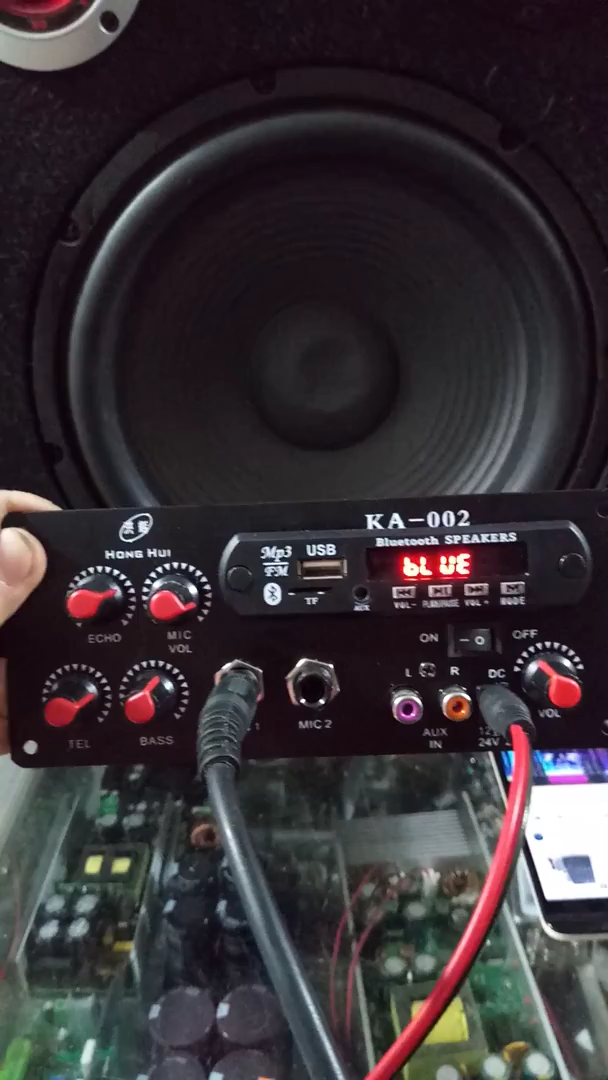 KA-002
Bluetooth SPEAKERS
HONG HUI
Mp3
FM
USB
TF
AUX
bLUE
VOL-
PLAY/PAUSE
VOL+
MODE
ECHO
MIC
VOL
ON
OFF
TEL
BASS
1
MIC 2
L
R
AUX
IN
DC
24V
VOL